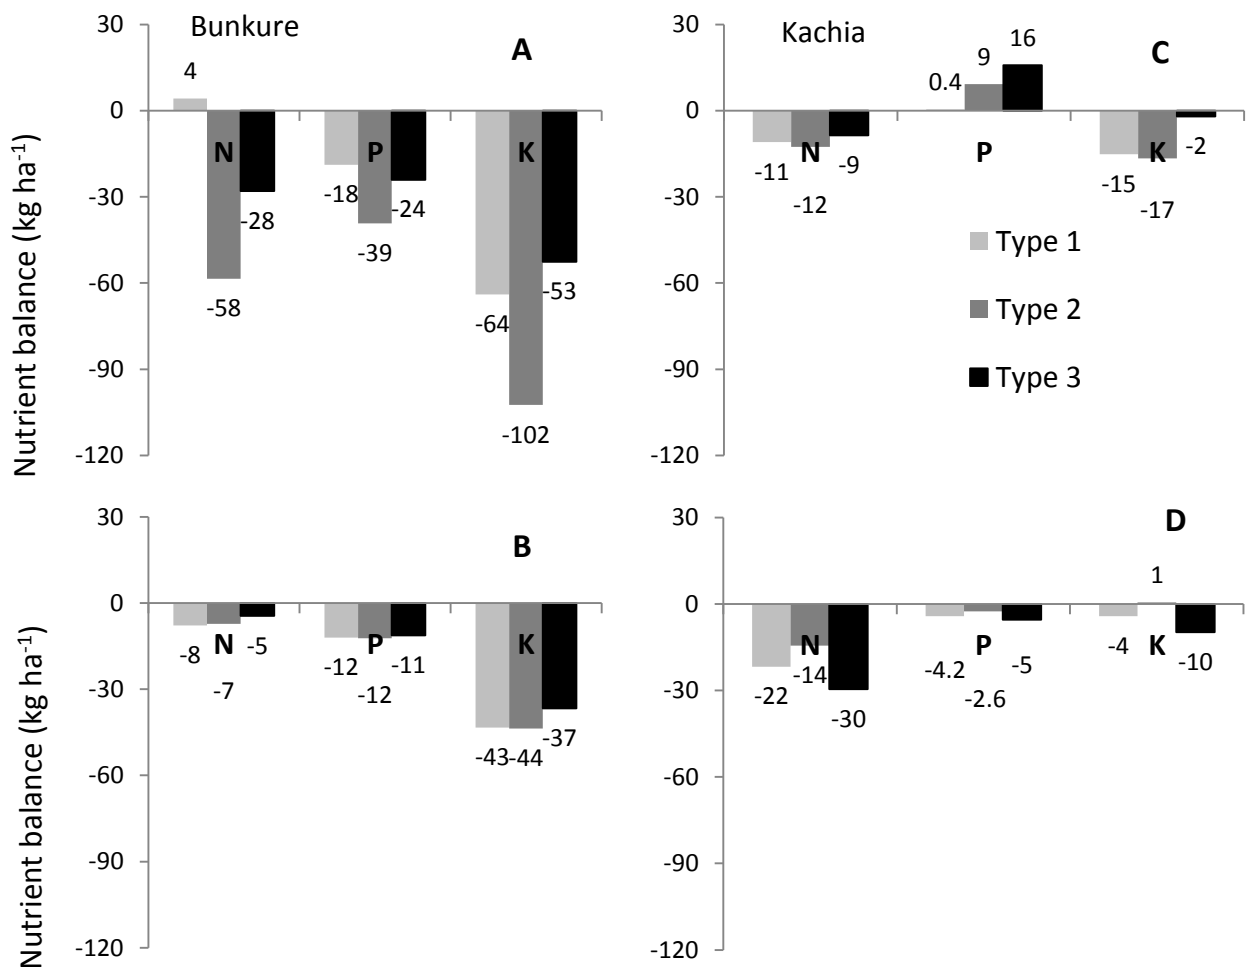 Bunkure
A
Nutrient balance (kg ha-1)
30
0
-30
-60
-90
-120
4
N
P
K
-58
-28
-18
-39
-24
-64
-102
-53
Kachia
C
30
0
-30
-60
-90
-120
N
P
K
-11
-12
-9
0.4
9
16
-15
-17
-2
Type 1
Type 2
Type 3
B
Nutrient balance (kg ha-1)
30
0
-30
-60
-90
-120
N
P
K
-8
-7
-5
-12
-12
-11
-43
-44
-37
D
30
0
-30
-60
-90
-120
N
P
K
-22
-14
-30
-4.2
-2.6
-5
-4
1
-10